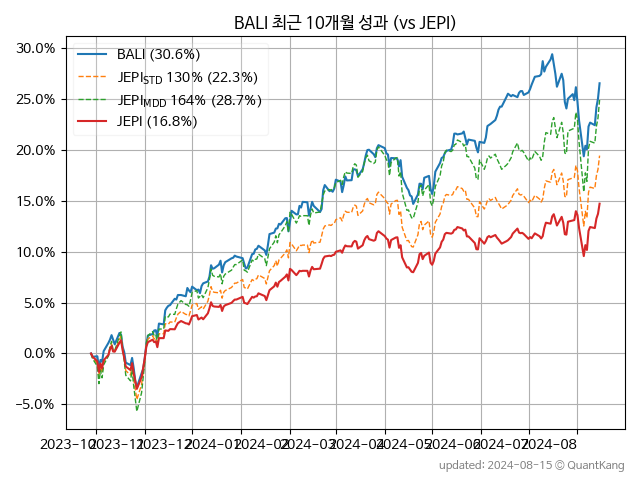 BALI 최근 10개월 성과 (vs JEPI)
BALI (30.6%)
JEPI_STD 130% (22.3%)
JEPI_MDD 164% (28.7%)
JEPI (16.8%)
30.0%
25.0%
20.0%
15.0%
10.0%
5.0%
0.0%
−5.0%
2023-10 2023-11 2023-12 2024-01 2024-02 2024-03 2024-04 2024-05 2024-06 2024-07 2024-08
updated: 2024-08-15 © QuantKang